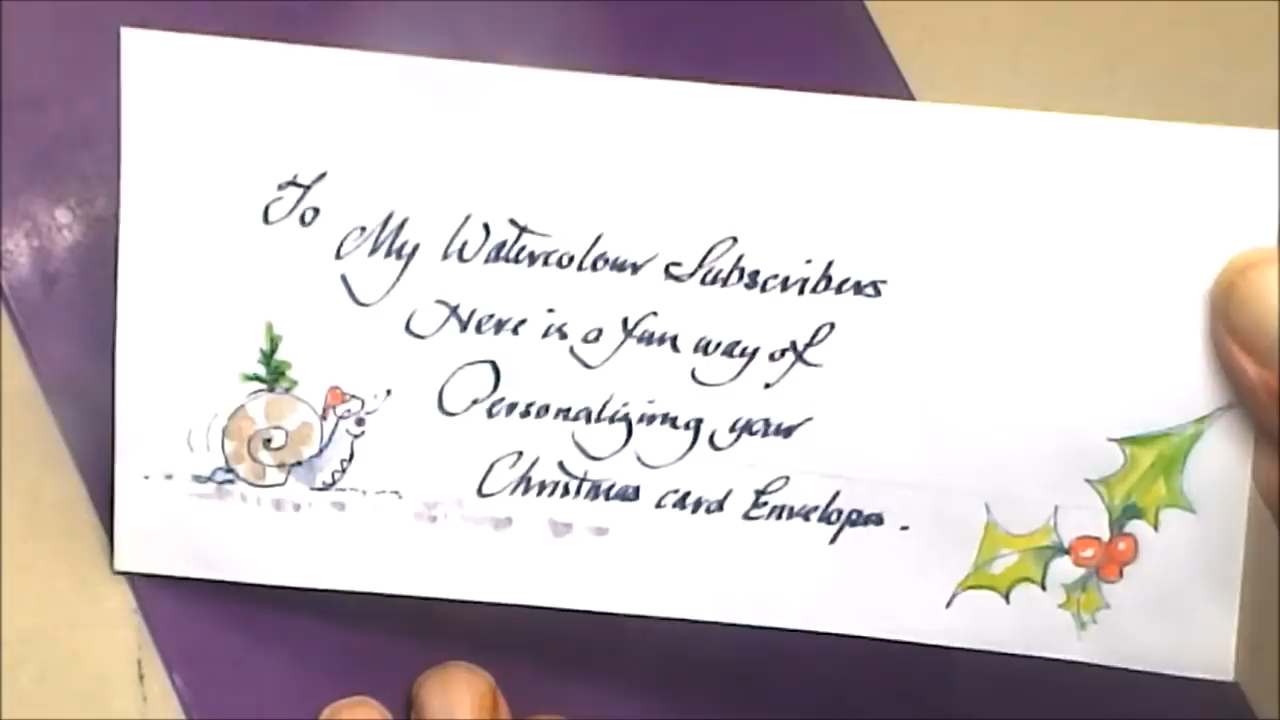 To
My Watercolour Subscribers
Here is a fun way of
Personalizing your
Christmas card Envelopes.